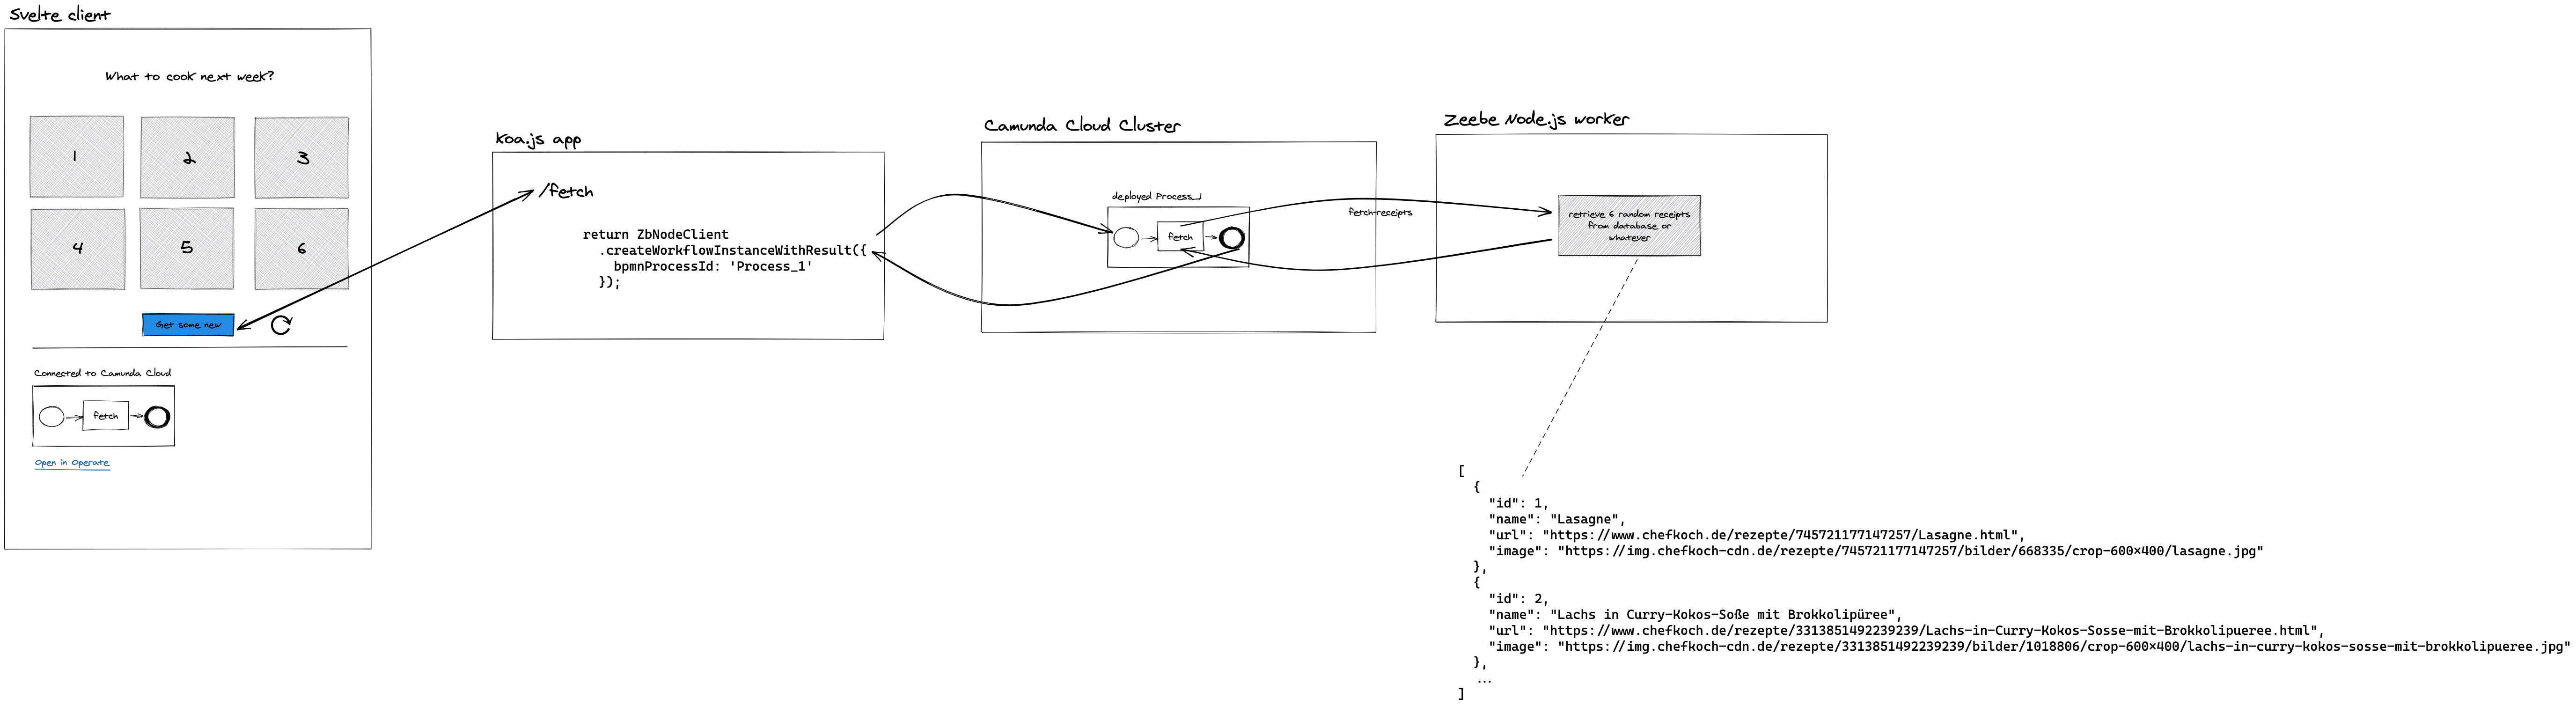 Svelte client
What to cook next week?
1
2
3
4
5
6
Get some new
Connected to Camunda Cloud
fetch
Open in Operate
Koa.js app
/fetch
return ZbNodeClient
.createWorkflowInstanceWithResult({
bpmnProcessId: 'Process_1'
});
Camunda Cloud Cluster
deployed Process_1
fetch
fetch-receipts
Zeebe Node.js worker
retrieve 6 random receipts
from database or
whatever
[
{
"id": 1,
"name": "Lasagne",
"url": "https://www.chefkoch.de/rezepte/745721177147257/Lasagne.html",
"image": "https://img.chefkoch-cdn.de/rezepte/745721177147257/bilder/668335/crop-600×400/lasagne.jpg"
},
{
"id": 2,
"name": "Lachs in Curry-Kokos-Soße mit Brokkolipüree",
"url": "https://www.chefkoch.de/rezepte/3313851492239239/Lachs-in-Curry-Kokos-Sosse-mit-Brokkolipueree.html",
"image": "https://img.chefkoch-cdn.de/rezepte/3313851492239239/bilder/1018806/crop-600×400/lachs-in-curry-kokos-sosse-mit-brokkolipueree.jpg"
},
...
]